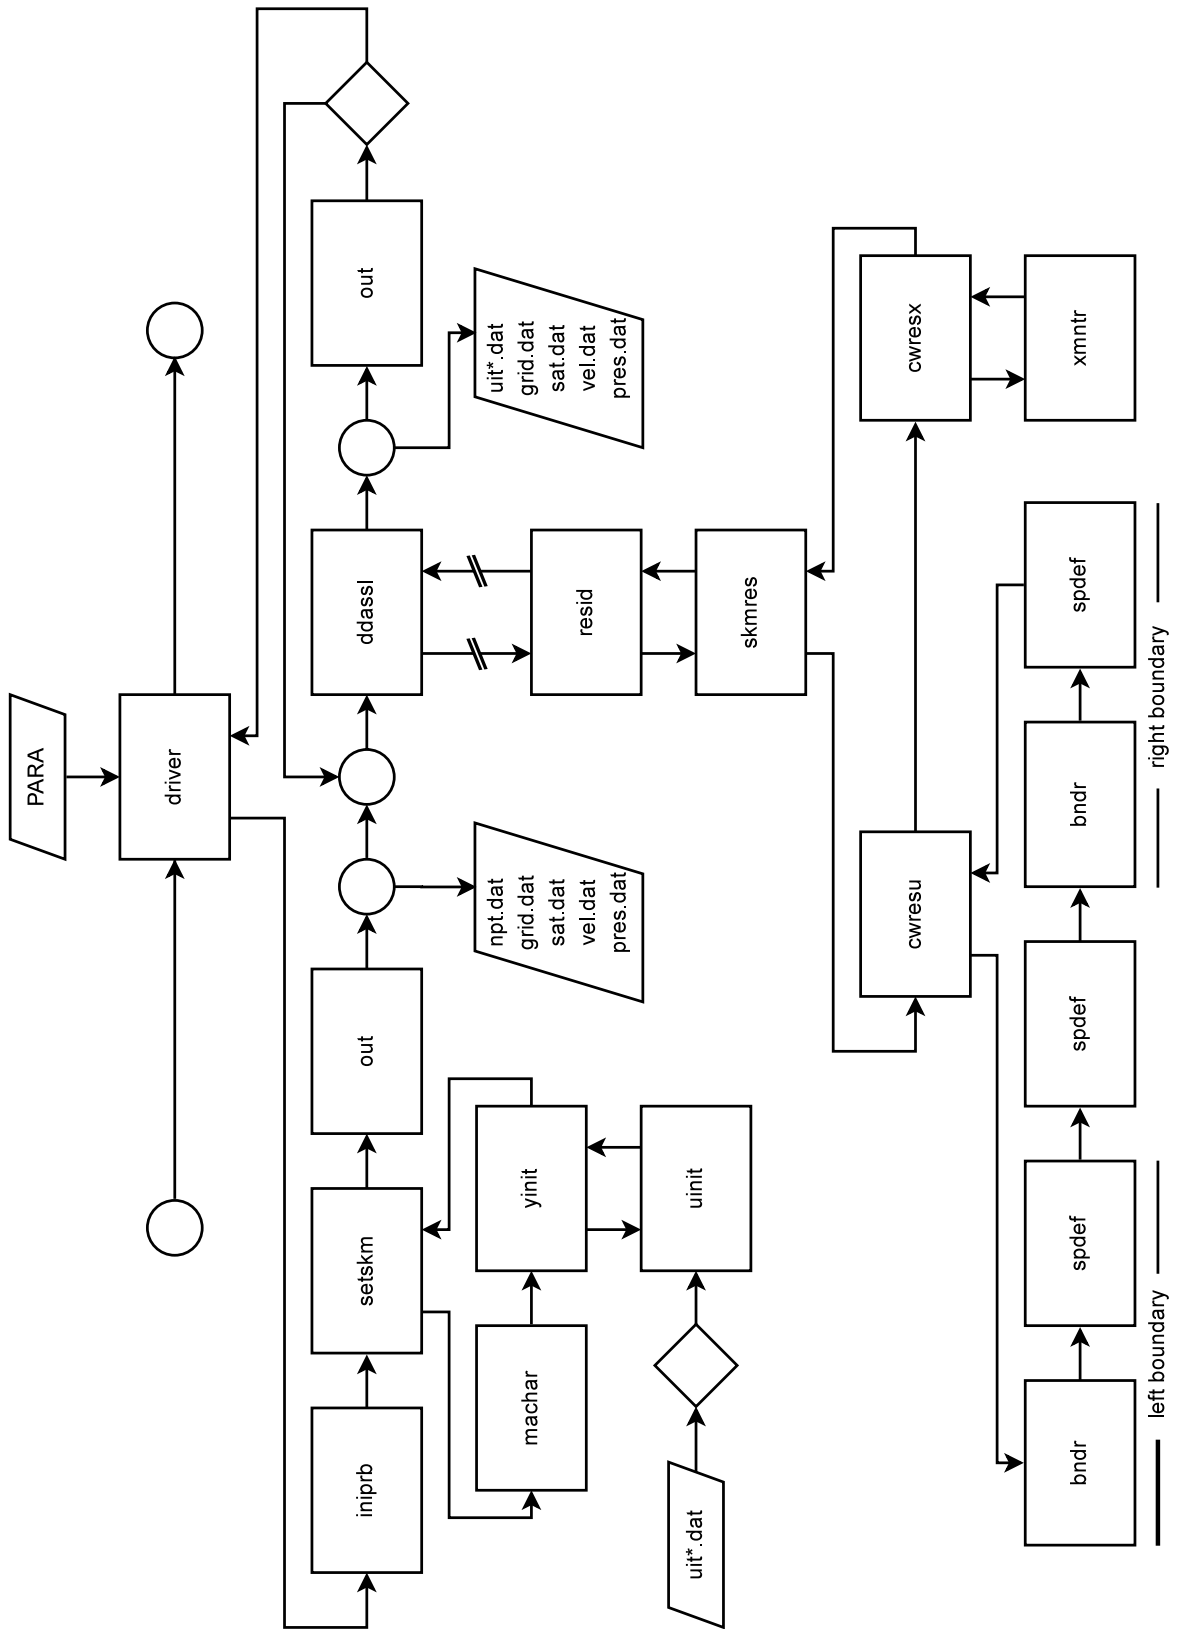 PARA
driver
iniprb
setskm
out
ddassl
out
machar
yinit
npt.dat
grid.dat
sat.dat
vel.dat
pres.dat
uit*.dat
grid.dat
sat.dat
vel.dat
pres.dat
resid
uit*.dat
uinit
skmres
cwresu
cwresx
bndr
spdef
spdef
bndr
spdef
xmntr
left boundary
right boundary